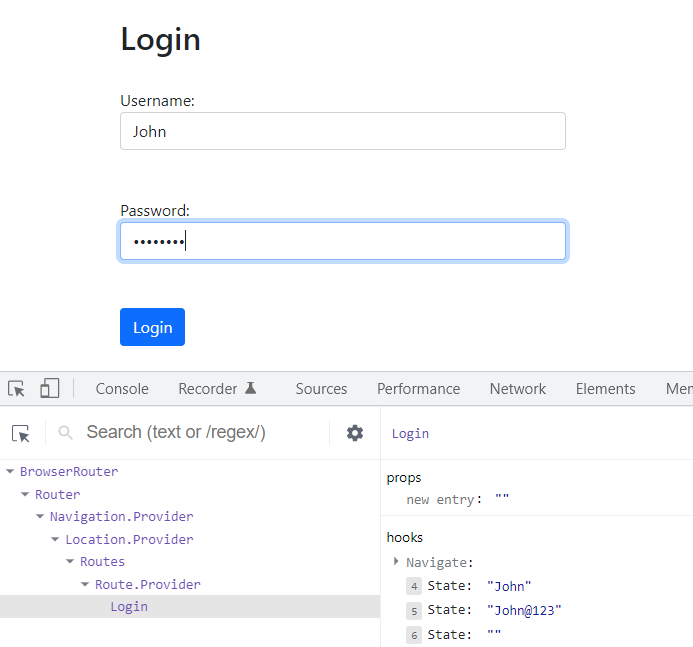 Login
Username:
John
Password:
••••••••
Login
Console Recorder Sources Performance Network Elements Mem
Search (text or /regex/)
Login
BrowserRouter
Router
Navigation.Provider
Location.Provider
Routes
Route.Provider
Login
props
new entry: ""
hooks
Navigate:
4 State: "John"
5 State: "John@123"
6 State: ""